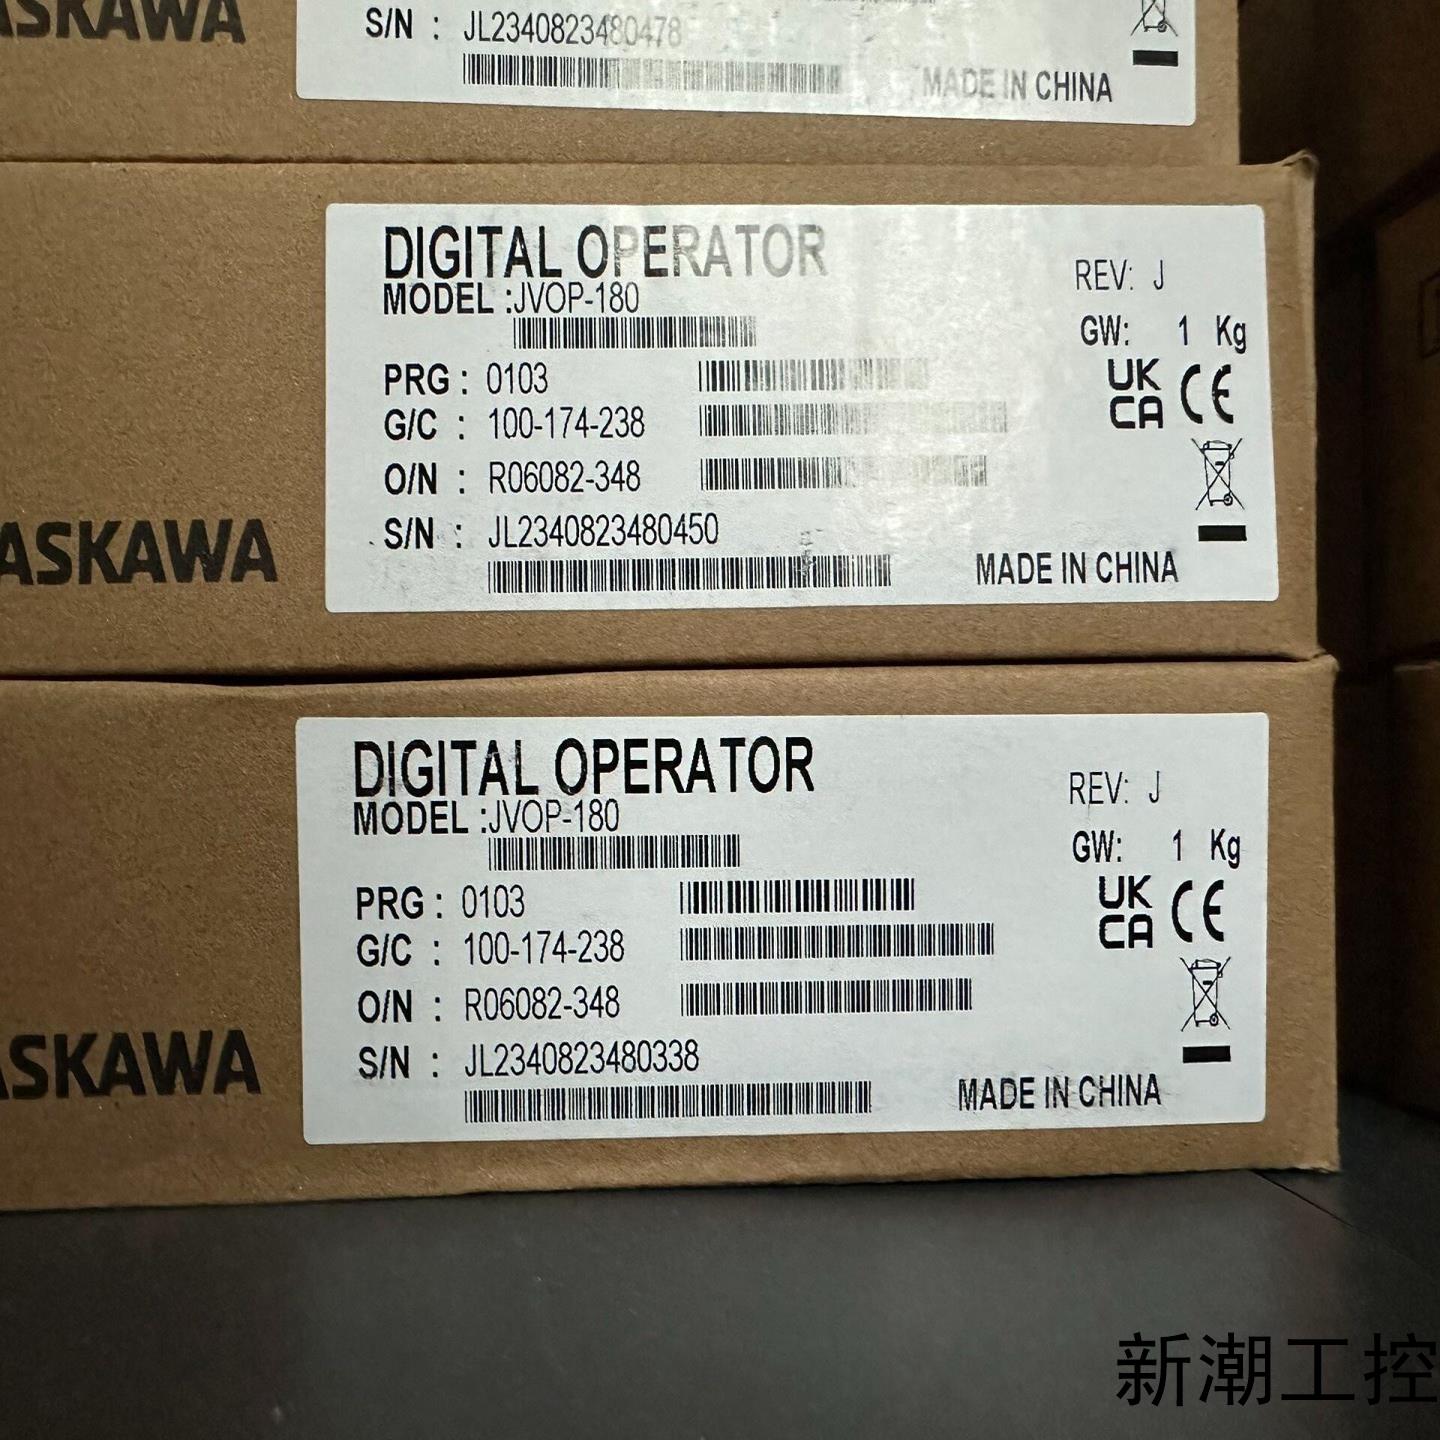 ASKAWA
S/N : JL2340823480478
MADE IN CHINA
DIGITAL OPERATOR
MODEL :JVOP-180
REV: J
GW: 1 Kg
PRG : 0103
UK
CA CE
G/C : 100-174-238
O/N : R06082-348
S/N : JL2340823480450
MADE IN CHINA
ASKAWA
DIGITAL OPERATOR
MODEL :JVOP-180
REV: J
GW: 1 Kg
PRG : 0103
UK
CA CE
G/C : 100-174-238
O/N : R06082-348
S/N : JL2340823480338
MADE IN CHINA
ASKAWA
新潮工控